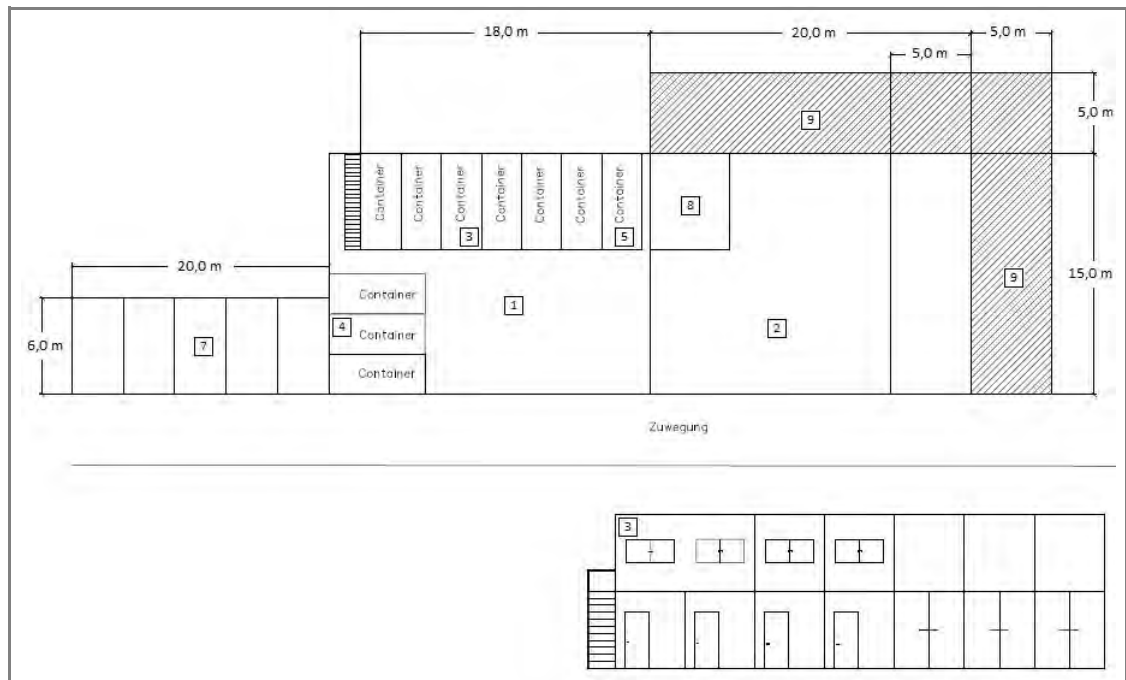 18,0 m
20,0 m
5,0 m
5,0 m
9
5,0 m
Container
Container
Container
Container
Container
Container
Container
3
5
8
20,0 m
Container
1
9
15,0 m
4
Container
2
6,0 m
7
Container
Zuwegung
3